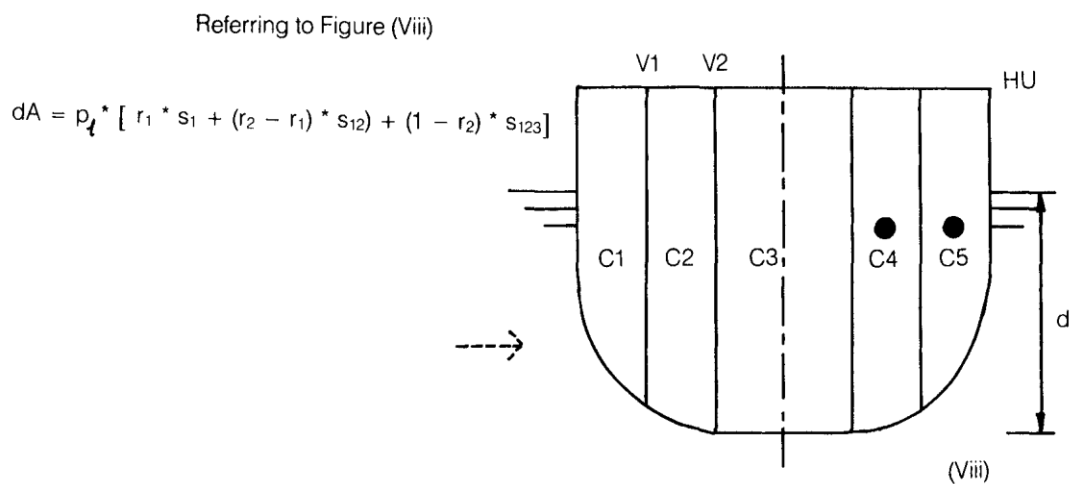 Referring to Figure (Viii)
V1 V2
HU
dA = pℓ * [ r1 * s1 + (r2 − r1) * s12) + (1 − r2) * s123]
C1 C2 C3 C4 C5
d
(Viii)